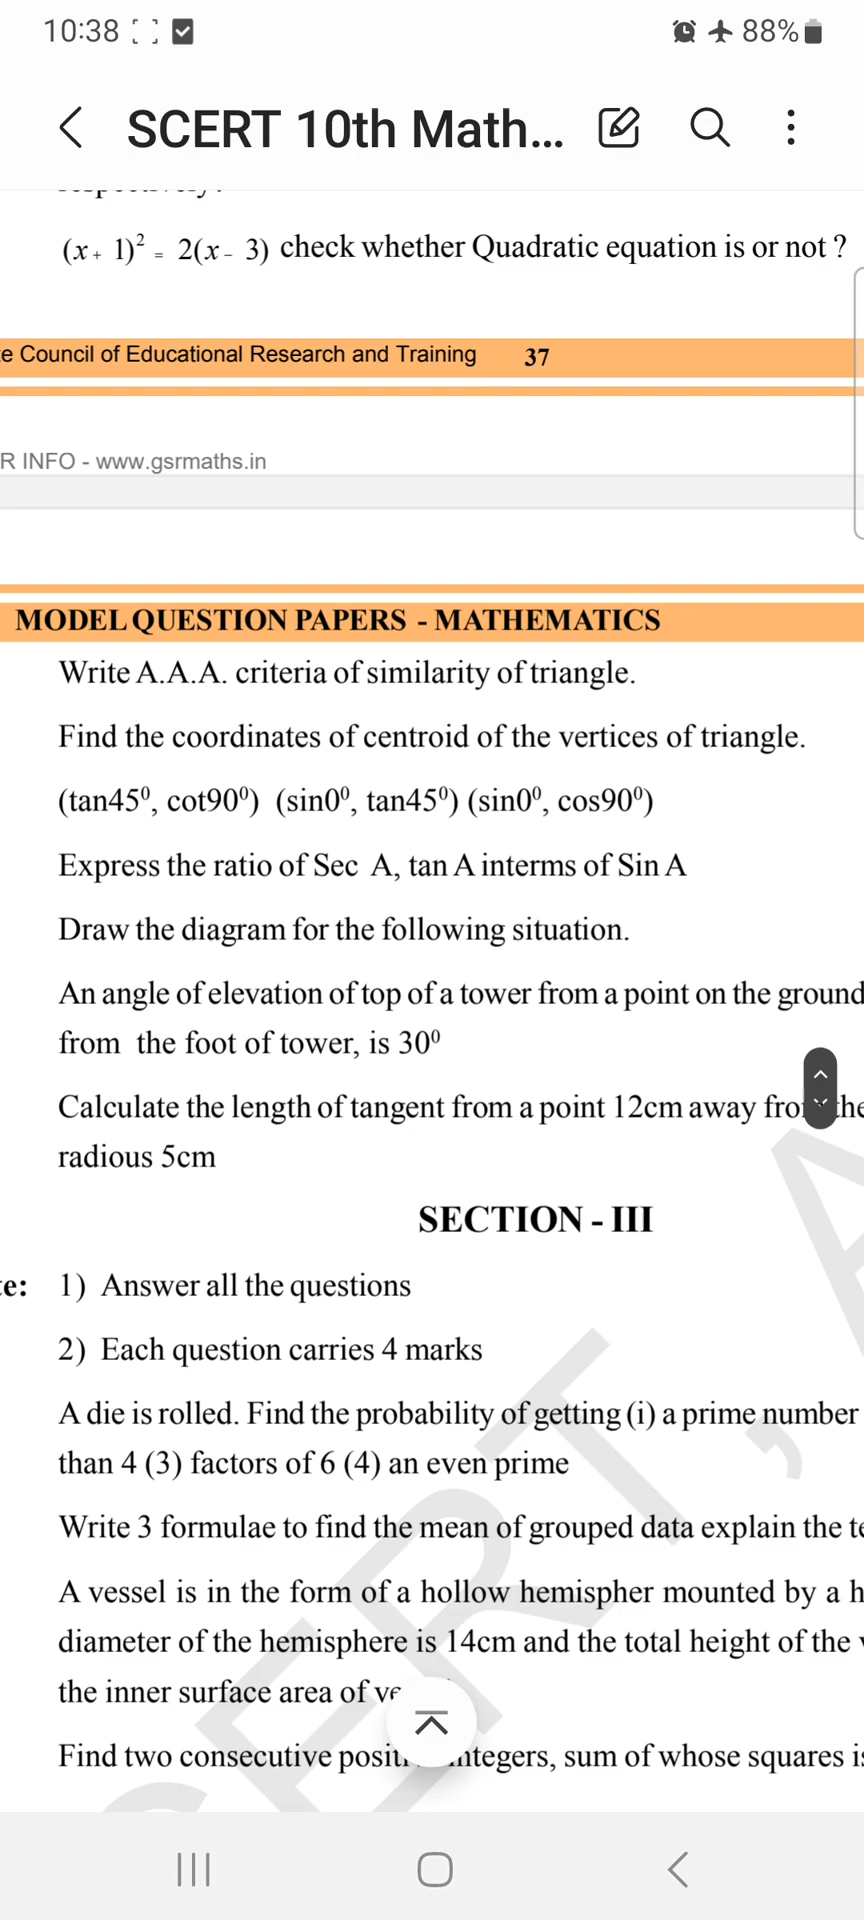 10:38
88%
SCERT 10th Math...
(x + 1)² = 2(x - 3) check whether Quadratic equation is or not ?
e Council of Educational Research and Training 37
R INFO - www.gsrmaths.in
MODEL QUESTION PAPERS - MATHEMATICS
Write A.A.A. criteria of similarity of triangle.
Find the coordinates of centroid of the vertices of triangle.
(tan45⁰, cot90⁰) (sin0⁰, tan45⁰) (sin0⁰, cos90⁰)
Express the ratio of Sec A, tan A interms of Sin A
Draw the diagram for the following situation.
An angle of elevation of top of a tower from a point on the ground
from the foot of tower, is 30⁰
Calculate the length of tangent from a point 12cm away
radious 5cm
SECTION - III
e: 1) Answer all the questions
2) Each question carries 4 marks
A die is rolled. Find the probability of getting (i) a prime number
than 4 (3) factors of 6 (4) an even prime
Write 3 formulae to find the mean of grouped data explain the
A vessel is in the form of a hollow hemispher mounted by a h
diameter of the hemisphere is 14cm and the total height of the
the inner surface area of
Find two consecutive integers, sum of whose squares is